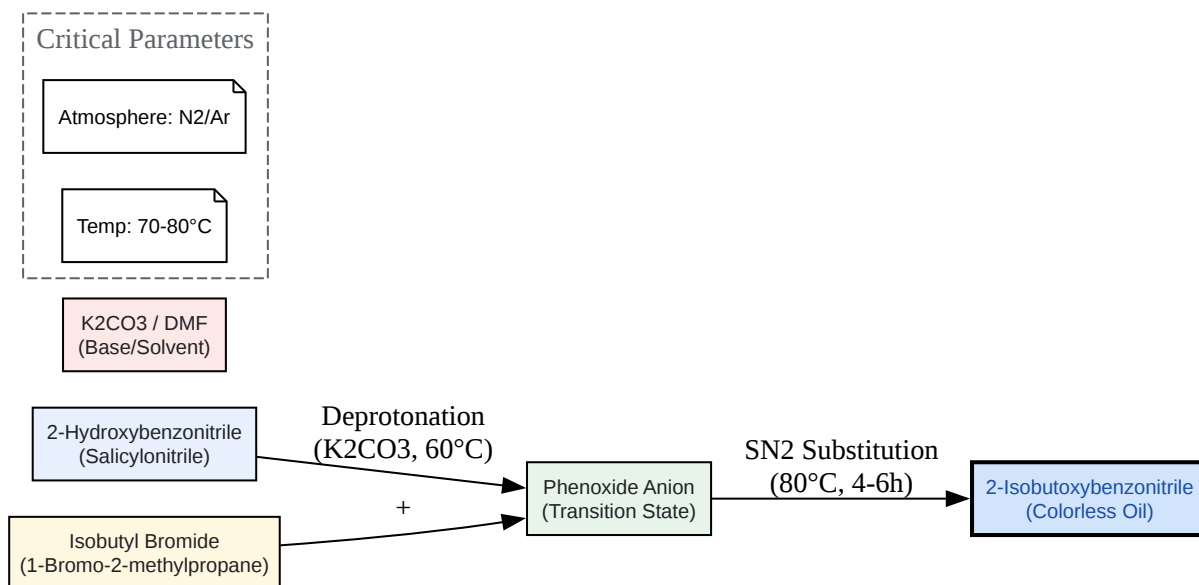 Critical Parameters
Atmosphere: N2/Ar
Temp: 70-80°C
K2CO3 / DMF
(Base/Solvent)
2-Hydroxybenzonitrile
(Salicylonitrile)
Deprotonation
(K2CO3, 60°C)
+
Isobutyl Bromide
(1-Bromo-2-methylpropane)
Phenoxide Anion
(Transition State)
SN2 Substitution
(80°C, 4-6h)
2-Isobutoxybenzonitrile
(Colorless Oil)